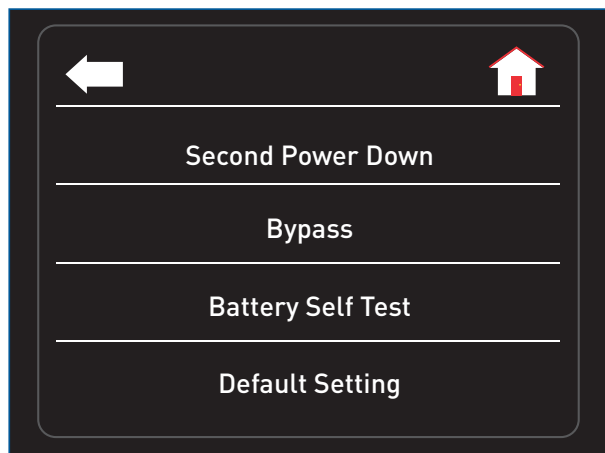 Second Power Down
Bypass
Battery Self Test
Default Setting